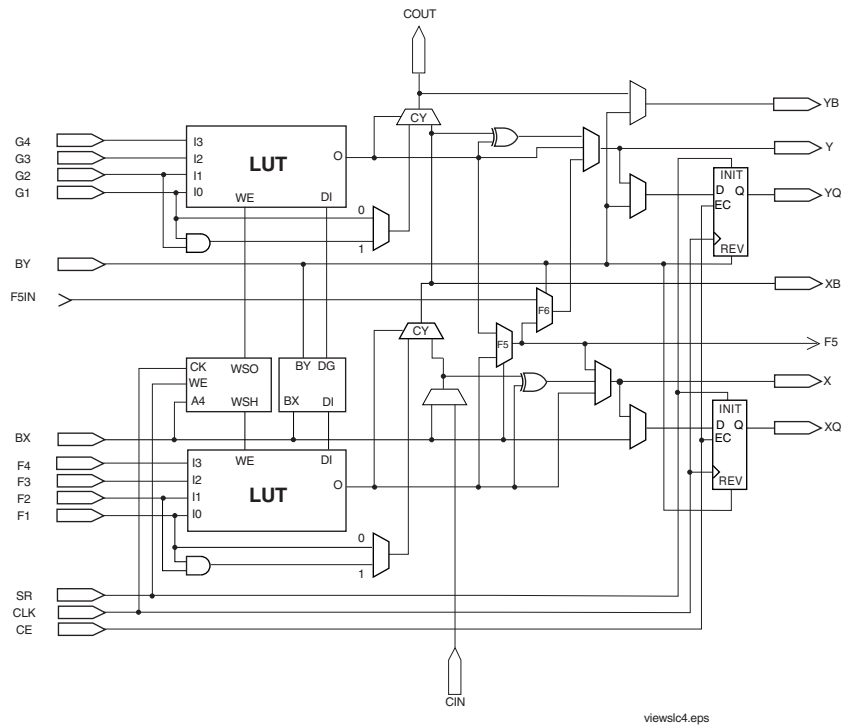 COUT
YB
CY
G4
G3
G2
G1
I3
I2
I1
I0
LUT
O
WE
DI
0
1
Y
INIT
D Q
EC
REV
YQ
BY
XB
F5IN
F6
CY
F5
F5
CK
WE
A4
WSO
WSH
BY DG
BX DI
X
INIT
D Q
EC
REV
XQ
BX
F4
F3
F2
F1
WE
DI
I3
I2
I1
I0
LUT
O
0
1
SR
CLK
CE
CIN
viewslc4.eps